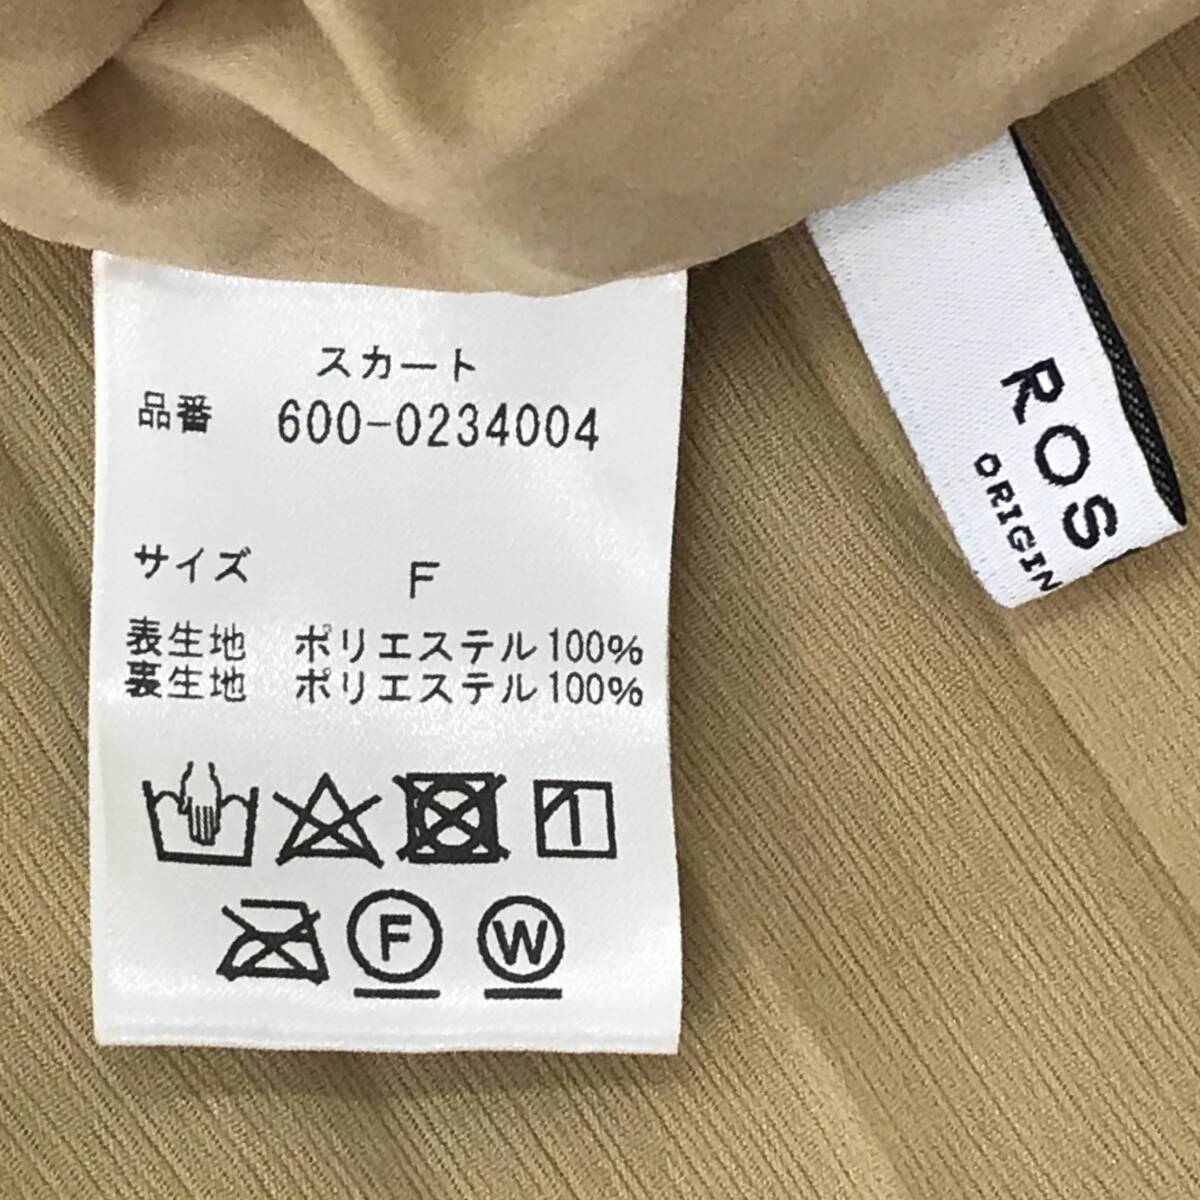 スカート
品番 600-0234004
サイズ F
表生地 ポリエステル100%
裏生地 ポリエステル100%
F
W
ROS
ORIGIN